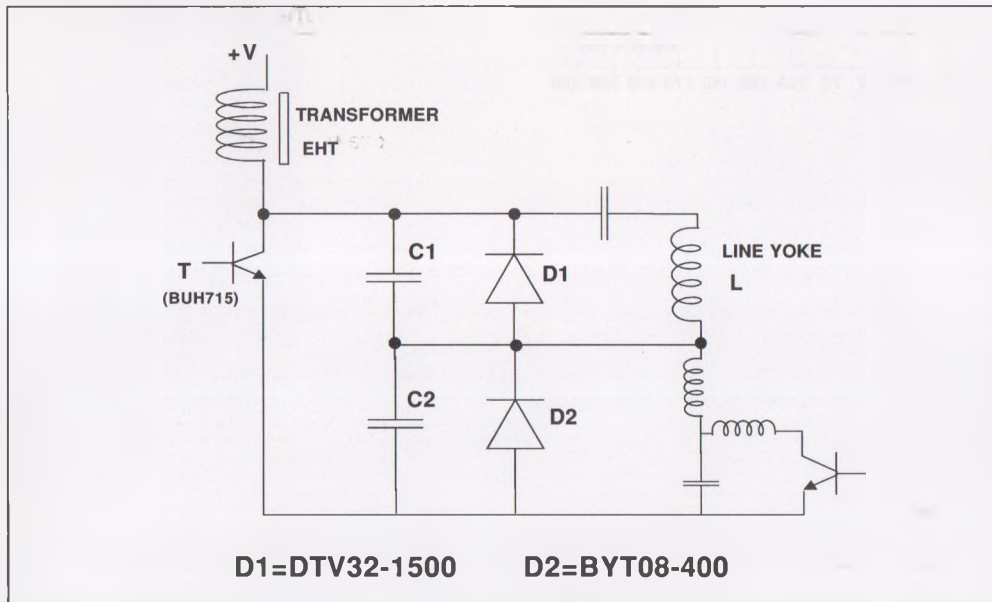 +V
TRANSFORMER
EHT
C1
D1
LINE YOKE
L
T
(BUH715)
C2
D2
D1=DTV32-1500 D2=BYT08-400